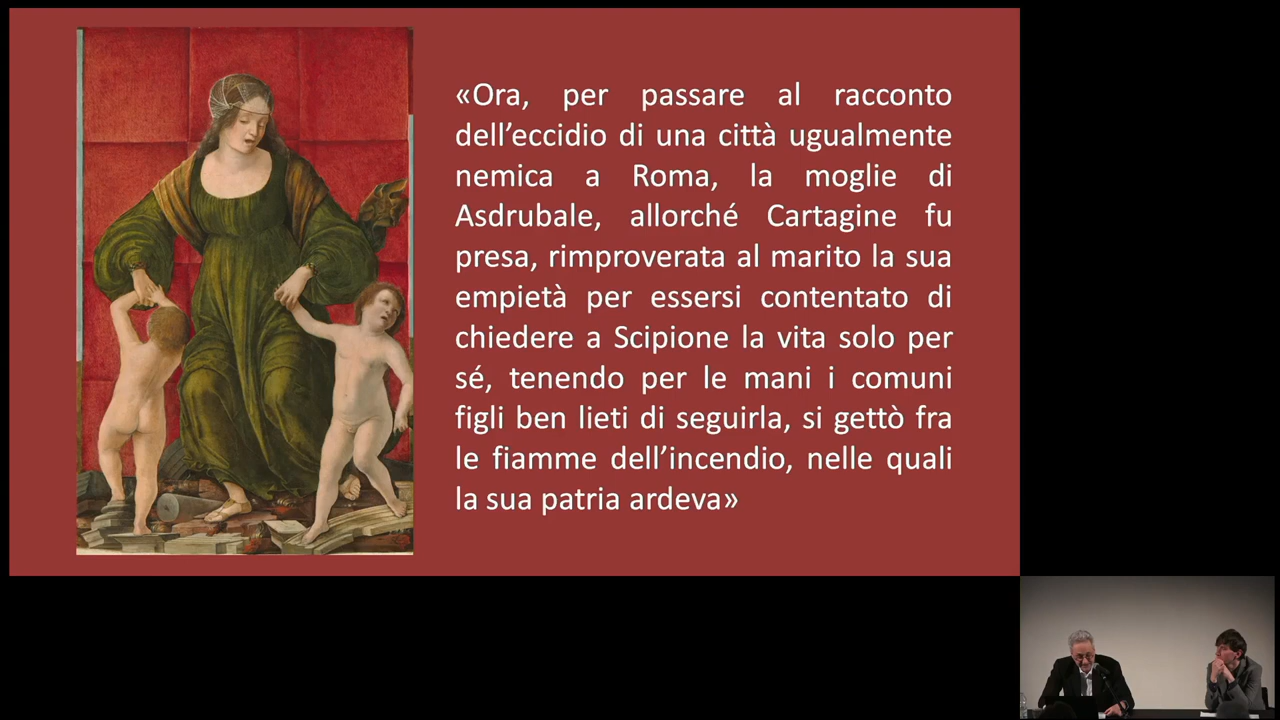 «Ora, per passare al racconto
dell’eccidio di una città ugualmente
nemica a Roma, la moglie di
Asdrubale, allorché Cartagine fu
presa, rimproverata al marito la sua
empietà per essersi contentato di
chiedere a Scipione la vita solo per
sé, tenendo per le mani i comuni
figli ben lieti di seguirla, si gettò fra
le fiamme dell’incendio, nelle quali
la sua patria ardeva»